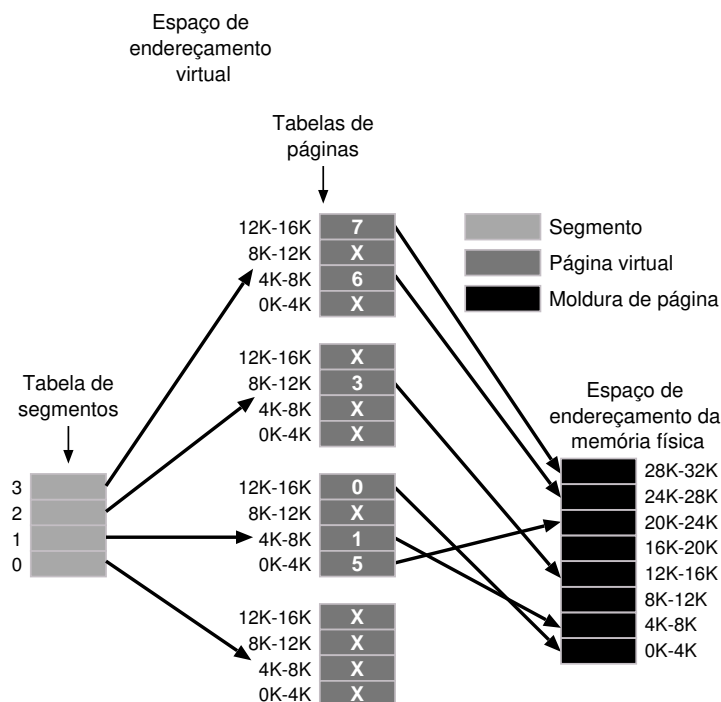 Espaço de
endereçamento
virtual
Tabelas de
páginas
12K-16K 7
8K-12K X
4K-8K 6
0K-4K X
Segmento
Página virtual
Moldura de página
12K-16K X
8K-12K 3
4K-8K X
0K-4K X
Tabela de
segmentos
3
2
1
0
12K-16K 0
8K-12K X
4K-8K 1
0K-4K 5
12K-16K X
8K-12K X
4K-8K X
0K-4K X
Espaço de
endereçamento da
memória física
28K-32K
24K-28K
20K-24K
16K-20K
12K-16K
8K-12K
4K-8K
0K-4K